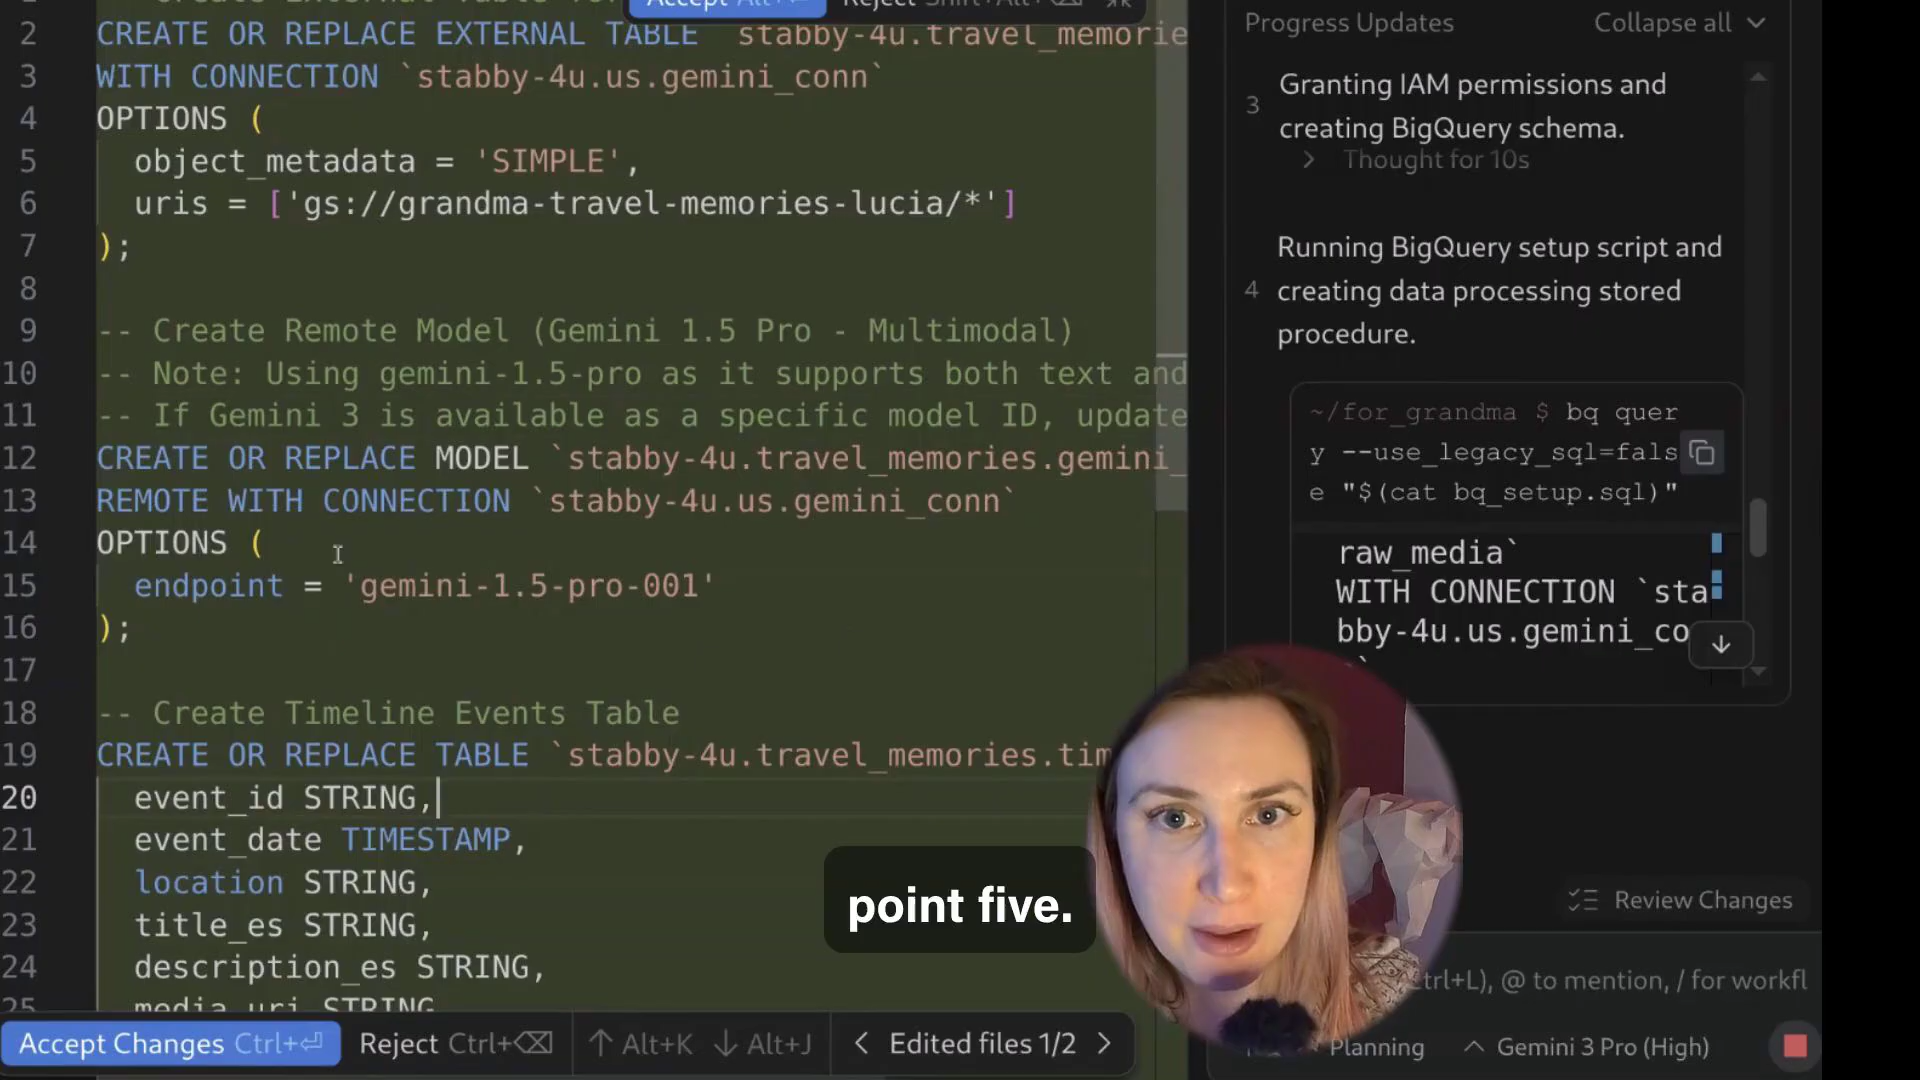 Accept Alt+⏎ Reject Shift+Alt+⌫
2 CREATE OR REPLACE EXTERNAL TABLE `stabby-4u.travel_memorie
3 WITH CONNECTION `stabby-4u.us.gemini_conn`
4 OPTIONS (
5 object_metadata = 'SIMPLE',
6 uris = ['gs://grandma-travel-memories-lucia/*']
7 );
8
9 -- Create Remote Model (Gemini 1.5 Pro - Multimodal)
10 -- Note: Using gemini-1.5-pro as it supports both text and
11 -- If Gemini 3 is available as a specific model ID, update
12 CREATE OR REPLACE MODEL `stabby-4u.travel_memories.gemini_
13 REMOTE WITH CONNECTION `stabby-4u.us.gemini_conn`
14 OPTIONS (
15 endpoint = 'gemini-1.5-pro-001'
16 );
17
18 -- Create Timeline Events Table
19 CREATE OR REPLACE TABLE `stabby-4u.travel_memories.tim
20 event_id STRING,
21 event_date TIMESTAMP,
22 location STRING,
23 title_es STRING,
24 description_es STRING,
25 media_uri STRING
Accept Changes Ctrl+⏎ Reject Ctrl+⌫ ↑ Alt+K ↓ Alt+J < Edited files 1/2 >
point five.
Progress Updates Collapse all
3 Granting IAM permissions and
creating BigQuery schema.
> Thought for 10s
Running BigQuery setup script and
4 creating data processing stored
procedure.
~/for_grandma $ bq quer
y --use_legacy_sql=fals
e "$(cat bq_setup.sql)"
raw_media`
WITH CONNECTION `sta
bby-4u.us.gemini_co
Review Changes
Ctrl+L), @ to mention, / for workfl
Planning Gemini 3 Pro (High)